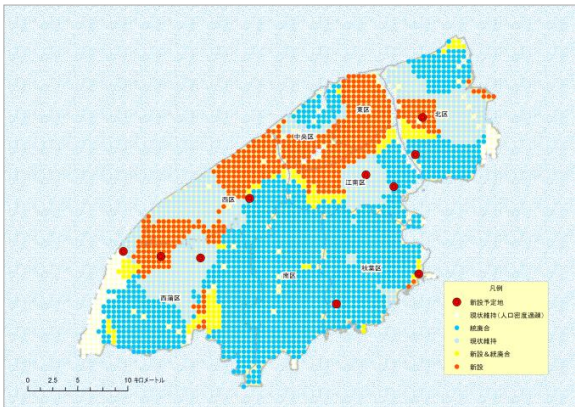 東区
北区
中央区
江南区
西区
南区
秋葉区
西蒲区
凡例
新設予定地
現状維持(人口密度過疎)
統廃合
現状維持
新設&統廃合
新設
0 2.5 5 10 キロメートル